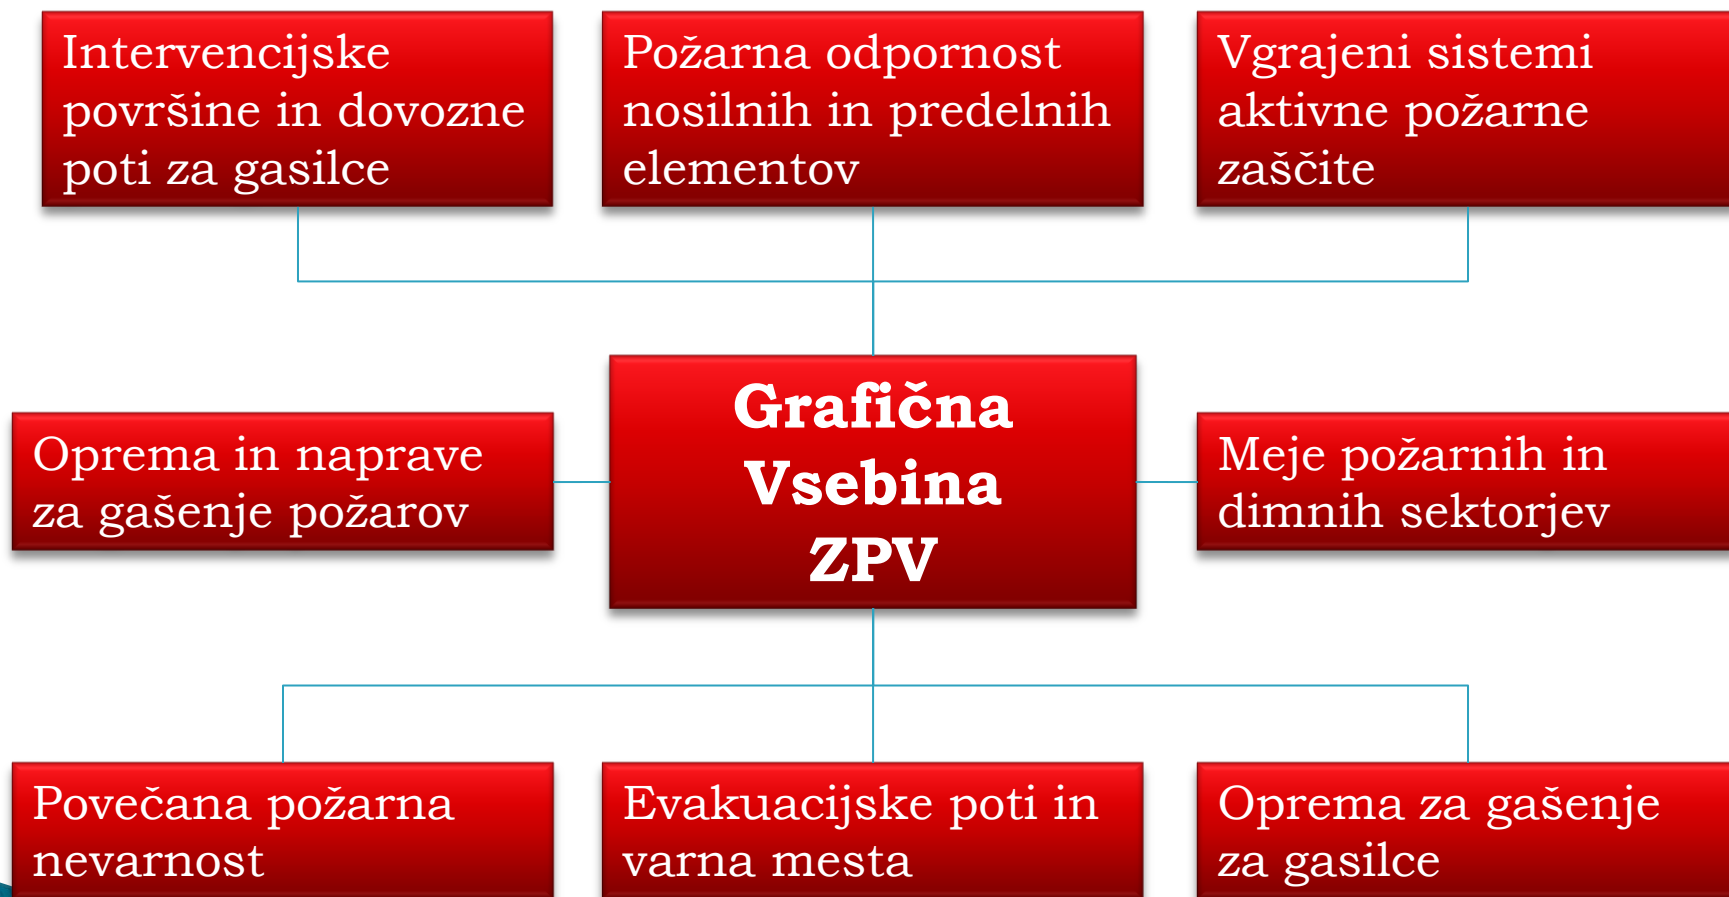 Intervencijske
površine in dovozne
poti za gasilce
Požarna odpornost
nosilnih in predelnih
elementov
Vgrajeni sistemi
aktivne požarne
zaščite
Oprema in naprave
za gašenje požarov
Grafična
Vsebina
ZPV
Meje požarnih in
dimnih sektorjev
Povečana požarna
nevarnost
Evakuacijske poti in
varna mesta
Oprema za gašenje
za gasilce